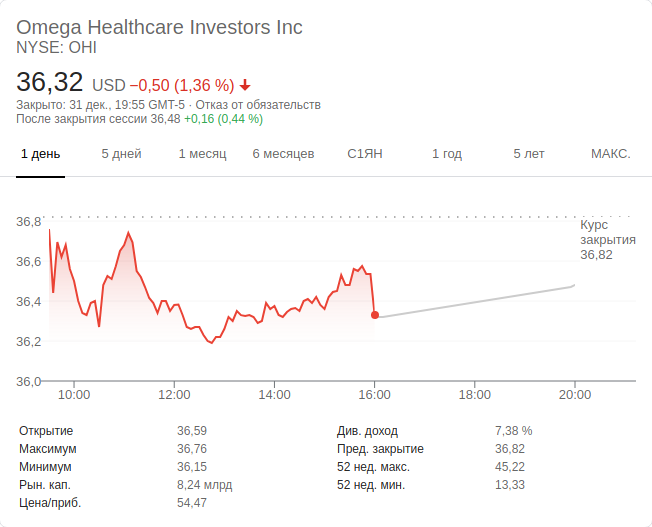 Omega Healthcare Investors Inc
NYSE: OHI
36,32 USD −0,50 (1,36 %)
Закрыто: 31 дек., 19:55 GMT-5 · Отказ от обязательств
После закрытия сессии 36,48 +0,16 (0,44 %)
1 день 5 дней 1 месяц 6 месяцев С1ЯН 1 год 5 лет МАКС.
36,8
Курс
закрытия
36,82
36,6
36,4
36,2
36,0
10:00 12:00 14:00 16:00 18:00 20:00
Открытие 36,59 Див. доход 7,38 %
Максимум 36,76 Пред. закрытие 36,82
Минимум 36,15 52 нед. макс. 45,22
Рын. кап. 8,24 млрд 52 нед. мин. 13,33
Цена/приб. 54,47